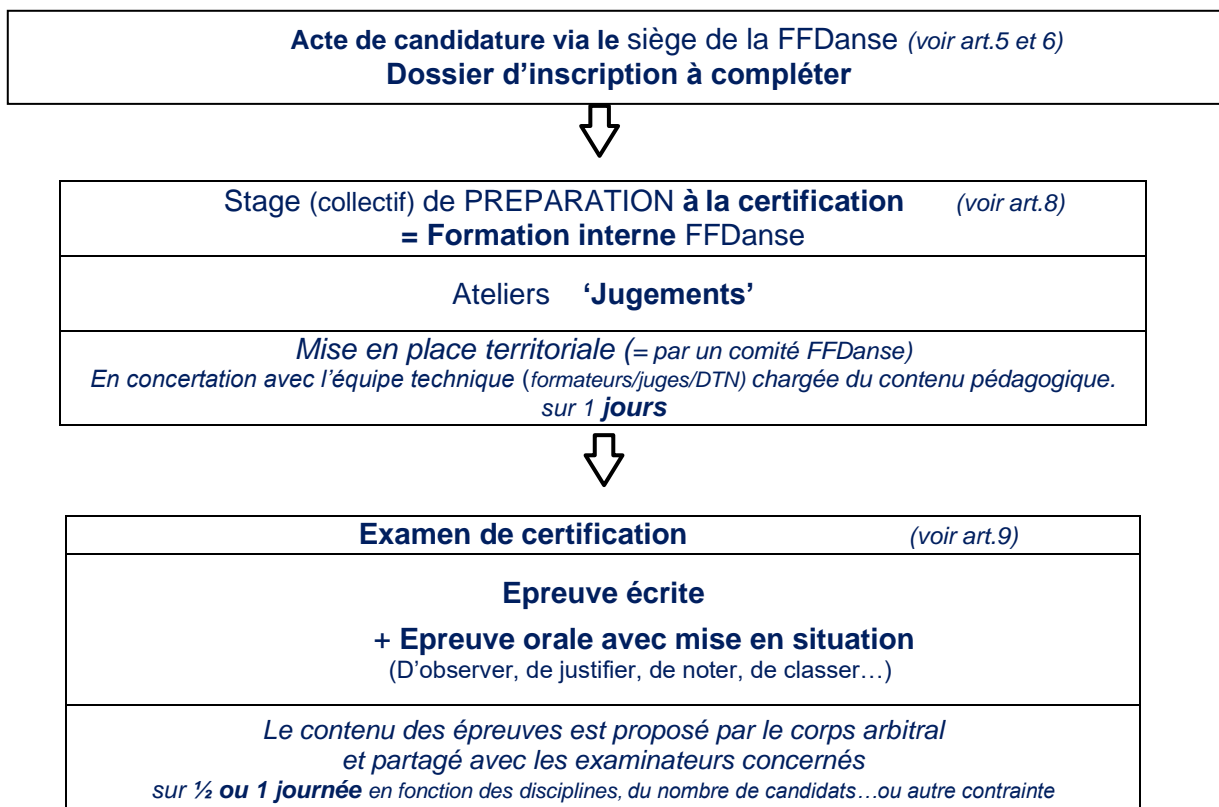 Acte de candidature via le siège de la FFDanse (voir art.5 et 6)
Dossier d’inscription à compléter
Stage (collectif) de PREPARATION à la certification (voir art.8)
= Formation interne FFDanse
Ateliers ‘Jugements’
Mise en place territoriale (= par un comité FFDanse)
En concertation avec l’équipe technique (formateurs/juges/DTN) chargée du contenu pédagogique.
sur 1 jours
Examen de certification (voir art.9)
Epreuve écrite
+ Epreuve orale avec mise en situation
(D’observer, de justifier, de noter, de classer…)
Le contenu des épreuves est proposé par le corps arbitral
et partagé avec les examinateurs concernés
sur ½ ou 1 journée en fonction des disciplines, du nombre de candidats…ou autre contrainte